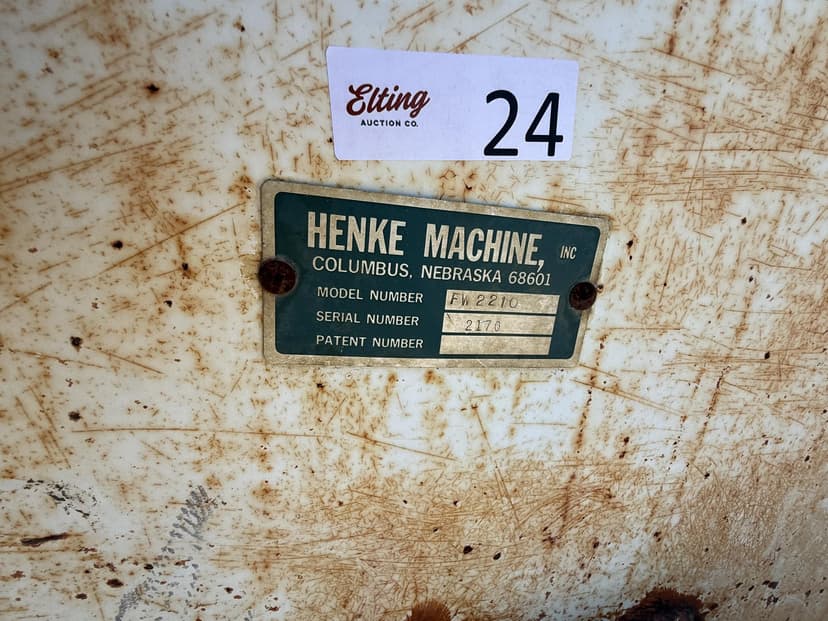 Elting
AUCTION CO.
24
HENKE MACHINE, INC
COLUMBUS, NEBRASKA 68601
MODEL NUMBER FW 2210
SERIAL NUMBER 2170
PATENT NUMBER